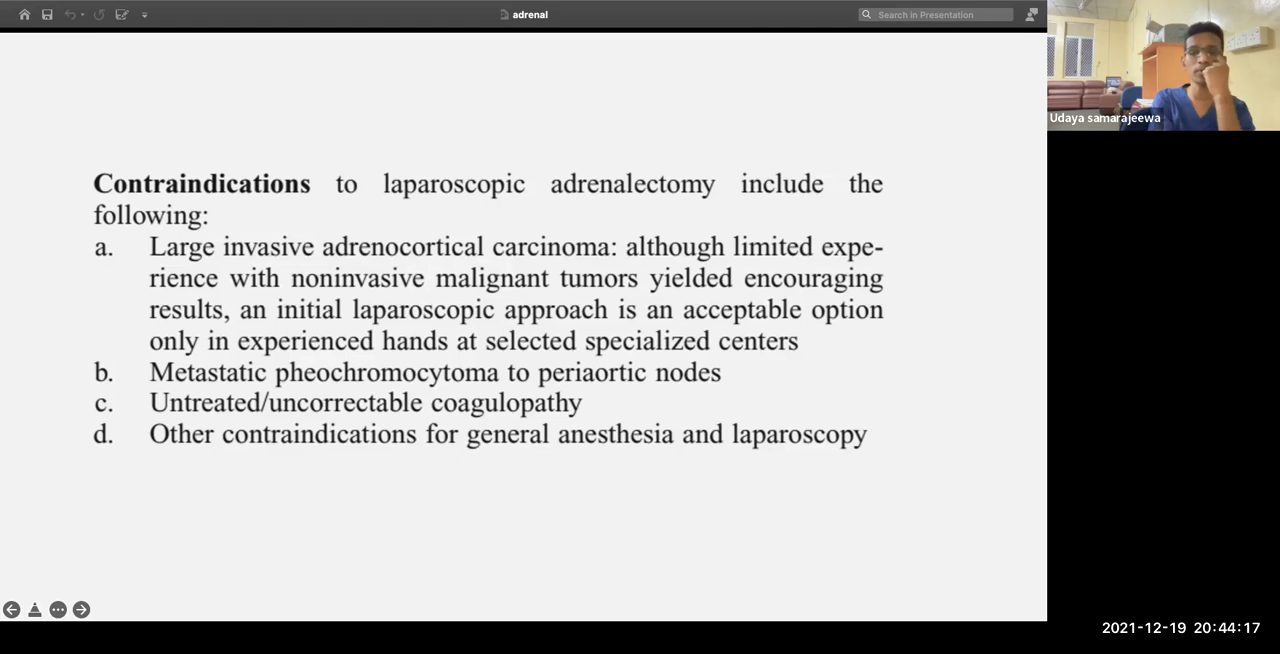 adrenal
Search in Presentation
Udaya samarajeewa
Contraindications to laparoscopic adrenalectomy include the
following:
a. Large invasive adrenocortical carcinoma: although limited expe-
rience with noninvasive malignant tumors yielded encouraging
results, an initial laparoscopic approach is an acceptable option
only in experienced hands at selected specialized centers
b. Metastatic pheochromocytoma to periaortic nodes
c. Untreated/uncorrectable coagulopathy
d. Other contraindications for general anesthesia and laparoscopy
2021-12-19 20:44:17